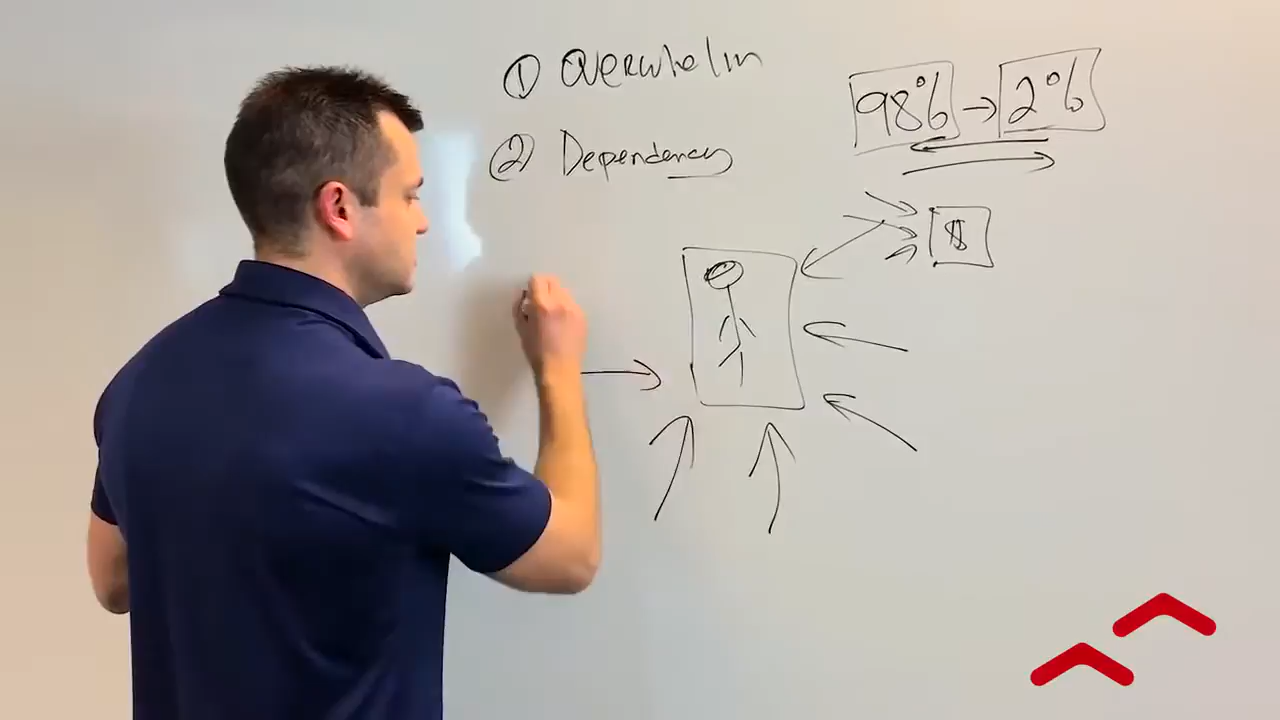 ① Overwhelm
② Dependency
98% → 2%
$